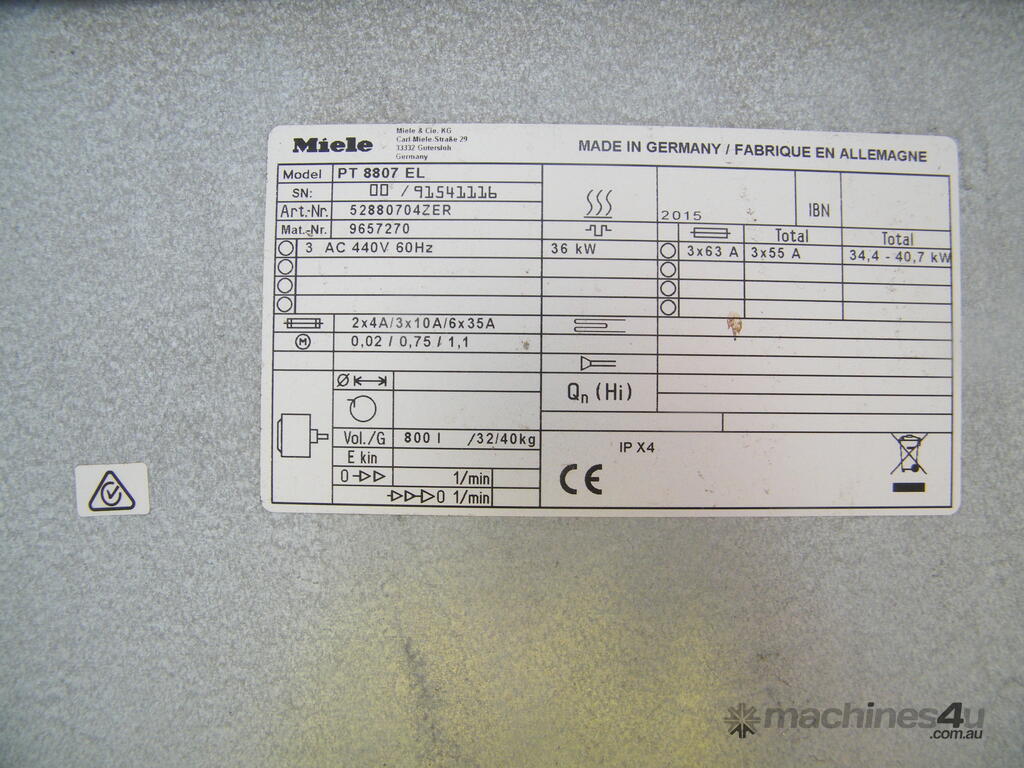 Miele
Miele & Cie. KG
Carl-Miele-Straße 29
33332 Gütersloh
Germany
MADE IN GERMANY / FABRIQUE EN ALLEMAGNE
Model PT 8807 EL
SN: 00 / 91541116
Art.-Nr. 52880704ZER
2015 IBN
Mat.-Nr. 9657270
Total Total
3 AC 440V 60Hz 36 kW 3x63 A 3x55 A 34,4 - 40,7 kW
2x4A/3x10A/6x35A
M 0,02 / 0,75 / 1,1
Ø
Qn (Hi)
Vol./G 800 l /32/40kg
IP X4
E kin
CE
0 1/min
0 1/min
machines4u
.com.au